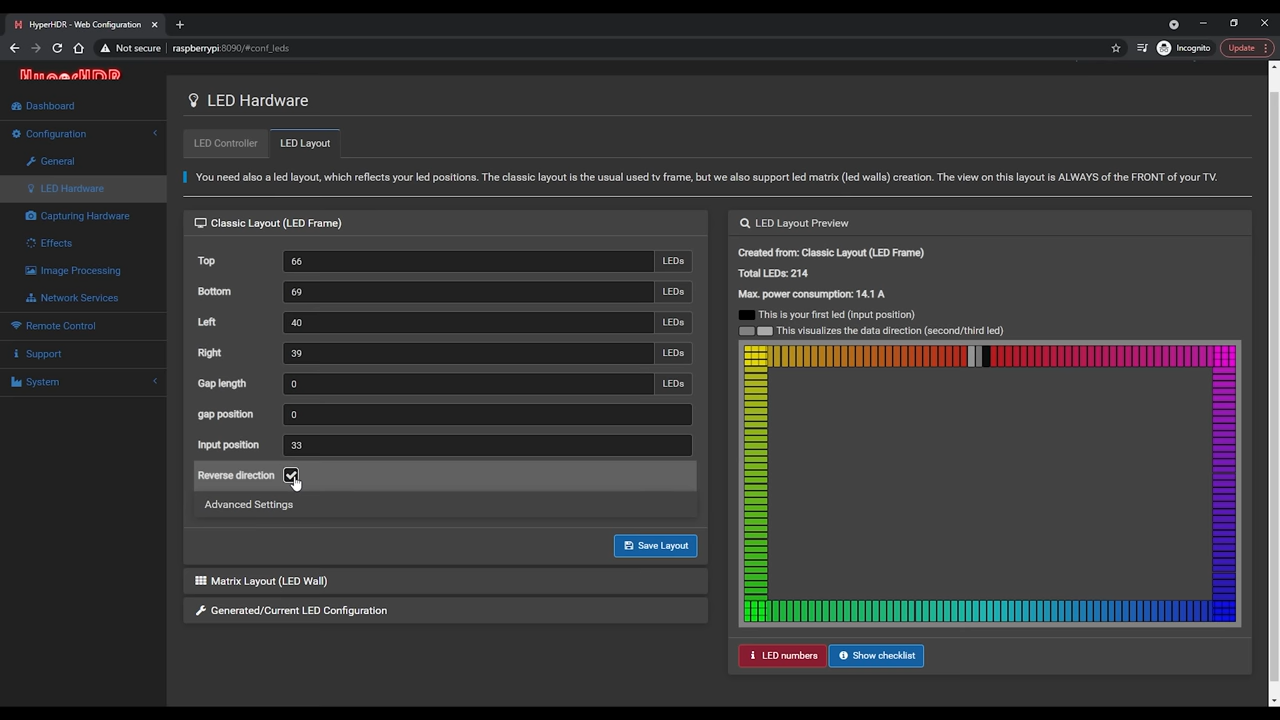 HyperHDR - Web Configuration
Not secure
raspberrypi:8090/#conf_leds
Incognito
Update
HyperHDR
Dashboard
Configuration
General
LED Hardware
Capturing Hardware
Effects
Image Processing
Network Services
Remote Control
Support
System
LED Hardware
LED Controller
LED Layout
You need also a led layout, which reflects your led positions. The classic layout is the usual used tv frame, but we also support led matrix (led walls) creation. The view on this layout is ALWAYS of the FRONT of your TV.
Classic Layout (LED Frame)
Top 66 LEDs
Bottom 69 LEDs
Left 40 LEDs
Right 39 LEDs
Gap length 0 LEDs
gap position 0
Input position 33
Reverse direction
Advanced Settings
Save Layout
Matrix Layout (LED Wall)
Generated/Current LED Configuration
LED Layout Preview
Created from: Classic Layout (LED Frame)
Total LEDs: 214
Max. power consumption: 14.1 A
This is your first led (input position)
This visualizes the data direction (second/third led)
LED numbers
Show checklist